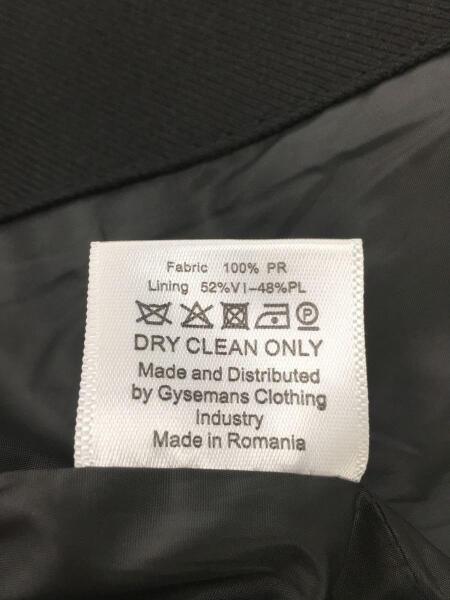 Fabric 100% PR
Lining 52%VI-48%PL
P
DRY CLEAN ONLY
Made and Distributed
by Gysemans Clothing
Industry
Made in Romania